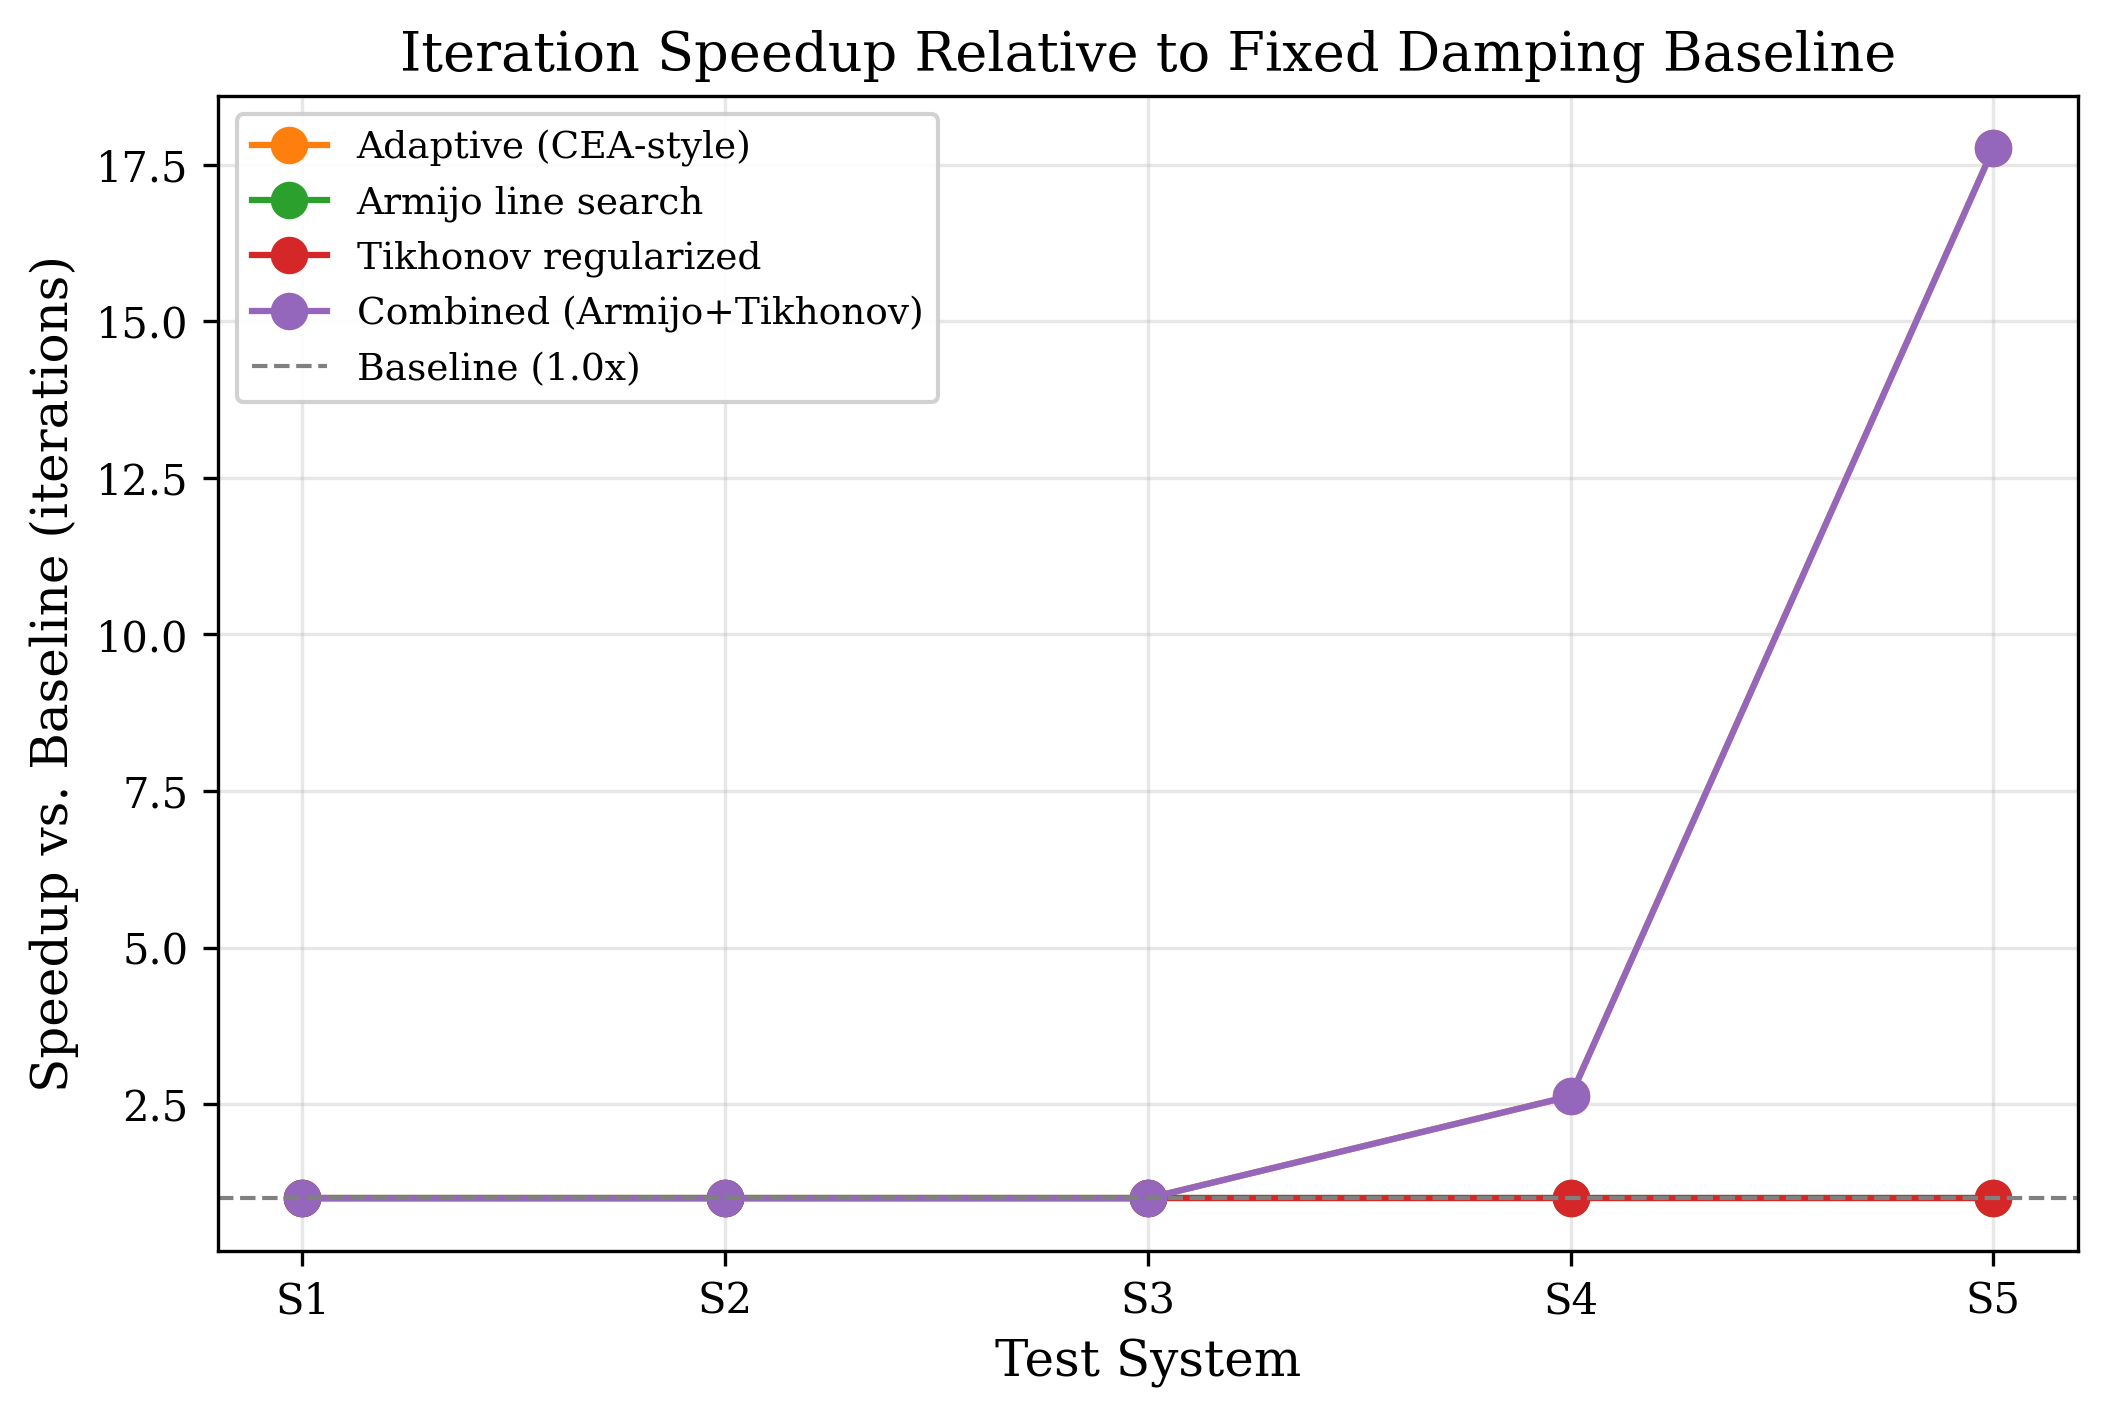 Iteration Speedup Relative to Fixed Damping Baseline
Adaptive (CEA-style)
Armijo line search
Tikhonov regularized
Combined (Armijo+Tikhonov)
Baseline (1.0x)
Speedup vs. Baseline (iterations)
17.5
15.0
12.5
10.0
7.5
5.0
2.5
S1 S2 S3 S4 S5
Test System